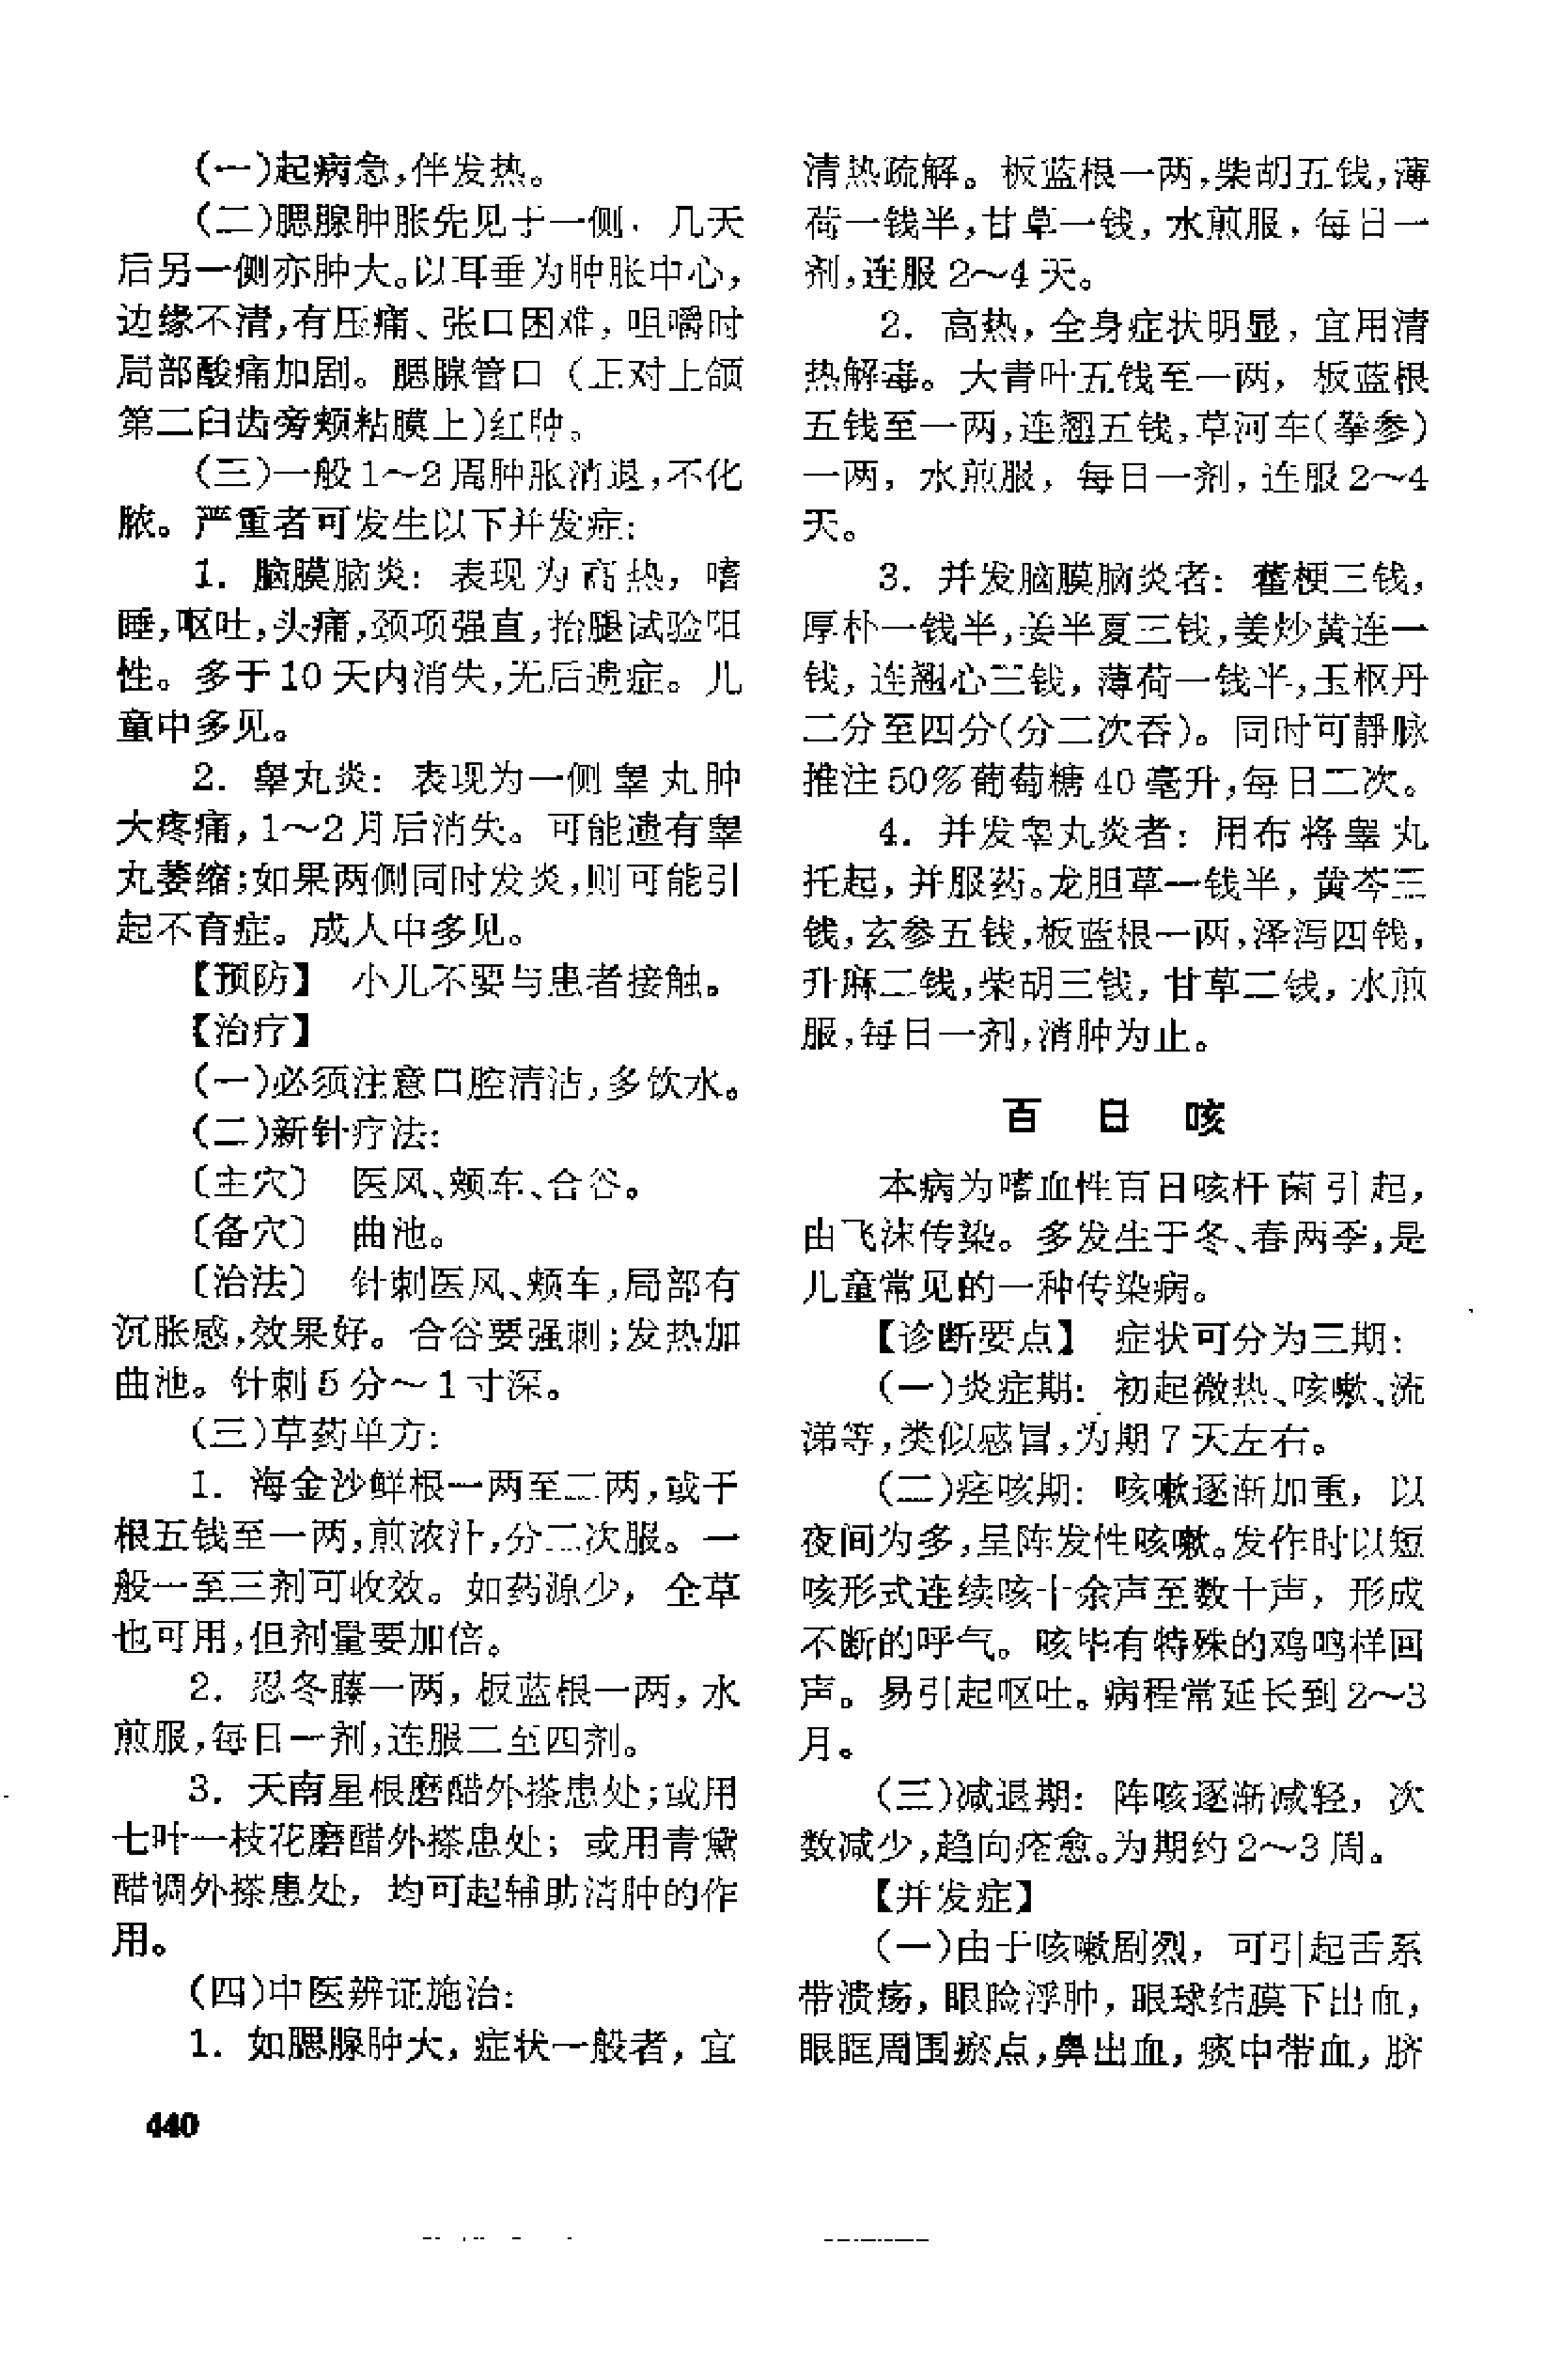 (一)起病急,伴发热。
(二)腮腺肿胀先见于一侧，几天
后另一侧亦肿大。以耳垂为肿胀中心，
边缘不清,有压痛、张口困难，咀嚼时
局部酸痛加剧。腮腺管口（正对上颌
第二臼齿旁颊粘膜上)红肿。
(三)一般1～2周肿胀消退,不化
脓。严重者可发生以下并发症：
1．脑膜脑炎：表现为高热，嗜
睡,呕吐,头痛,颈项强直,抬腿试验阳
性。多于10天内消失,无后遗症。儿
童中多见。
2．睾丸炎：表现为一侧睾丸肿
大疼痛，1～2月后消失。可能遗有睾
丸萎缩；如果两侧同时发炎,则可能引
起不育症。成人中多见。
【预防】　小儿不要与患者接触。
【治疗】
(一)必须注意口腔清洁,多饮水。
(二)新针疗法：
〔主穴〕　医风、颊车、合谷。
〔备穴〕　曲池。
〔治法〕　针刺医风、颊车,局部有
沉胀感,效果好。合谷要强刺；发热加
曲池。针刺5分～1寸深。
(三)草药单方：
1．海金沙鲜根一两至二两,或干
根五钱至一两,煎浓汁,分二次服。一
般一至三剂可收效。如药源少，全草
也可用,但剂量要加倍。
2．忍冬藤一两，板蓝根一两，水
煎服,每日一剂,连服二至四剂。
3．天南星根磨醋外搽患处；或用
七叶一枝花磨醋外搽患处；或用青黛
醋调外搽患处，均可起辅助消肿的作
用。
(四)中医辨证施治：
1．如腮腺肿大，症状一般者，宜
440
清热疏解。板蓝根一两,柴胡五钱,薄
荷一钱半,甘草一钱，水煎服，每日一
剂,连服2～4天。
2．高热，全身症状明显，宜用清
热解毒。大青叶五钱至一两，板蓝根
五钱至一两,连翘五钱,草河车(拳参)
一两，水煎服，每日一剂，连服2～4
天。
3．并发脑膜脑炎者：藿梗三钱，
厚朴一钱半,姜半夏三钱,姜炒黄连一
钱，连翘心三钱，薄荷一钱半,玉枢丹
二分至四分(分二次吞)。同时可静脉
推注50％葡萄糖40毫升,每日二次。
4．并发睾丸炎者：用布将睾丸
托起，并服药。龙胆草一钱半，黄芩三
钱,玄参五钱,板蓝根一两,泽泻四钱，
升麻二钱,柴胡三钱，甘草二钱，水煎
服,每日一剂,消肿为止。
百日咳
本病为嗜血性百日咳杆菌引起，
由飞沫传染。多发生于冬、春两季,是
儿童常见的一种传染病。
【诊断要点】　症状可分为三期：
(一)炎症期：初起微热、咳嗽、流
涕等,类似感冒,为期7天左右。
(二)痉咳期：咳嗽逐渐加重，以
夜间为多,呈阵发性咳嗽。发作时以短
咳形式连续咳十余声至数十声，形成
不断的呼气。咳毕有特殊的鸡鸣样回
声。易引起呕吐。病程常延长到2～3
月。
(三)减退期：阵咳逐渐减轻，次
数减少,趋向痊愈。为期约2～3周。
【并发症】
(一)由于咳嗽剧烈，可引起舌系
带溃疡，眼睑浮肿，眼球结膜下出血，
眼眶周围瘀点,鼻出血，痰中带血，脐